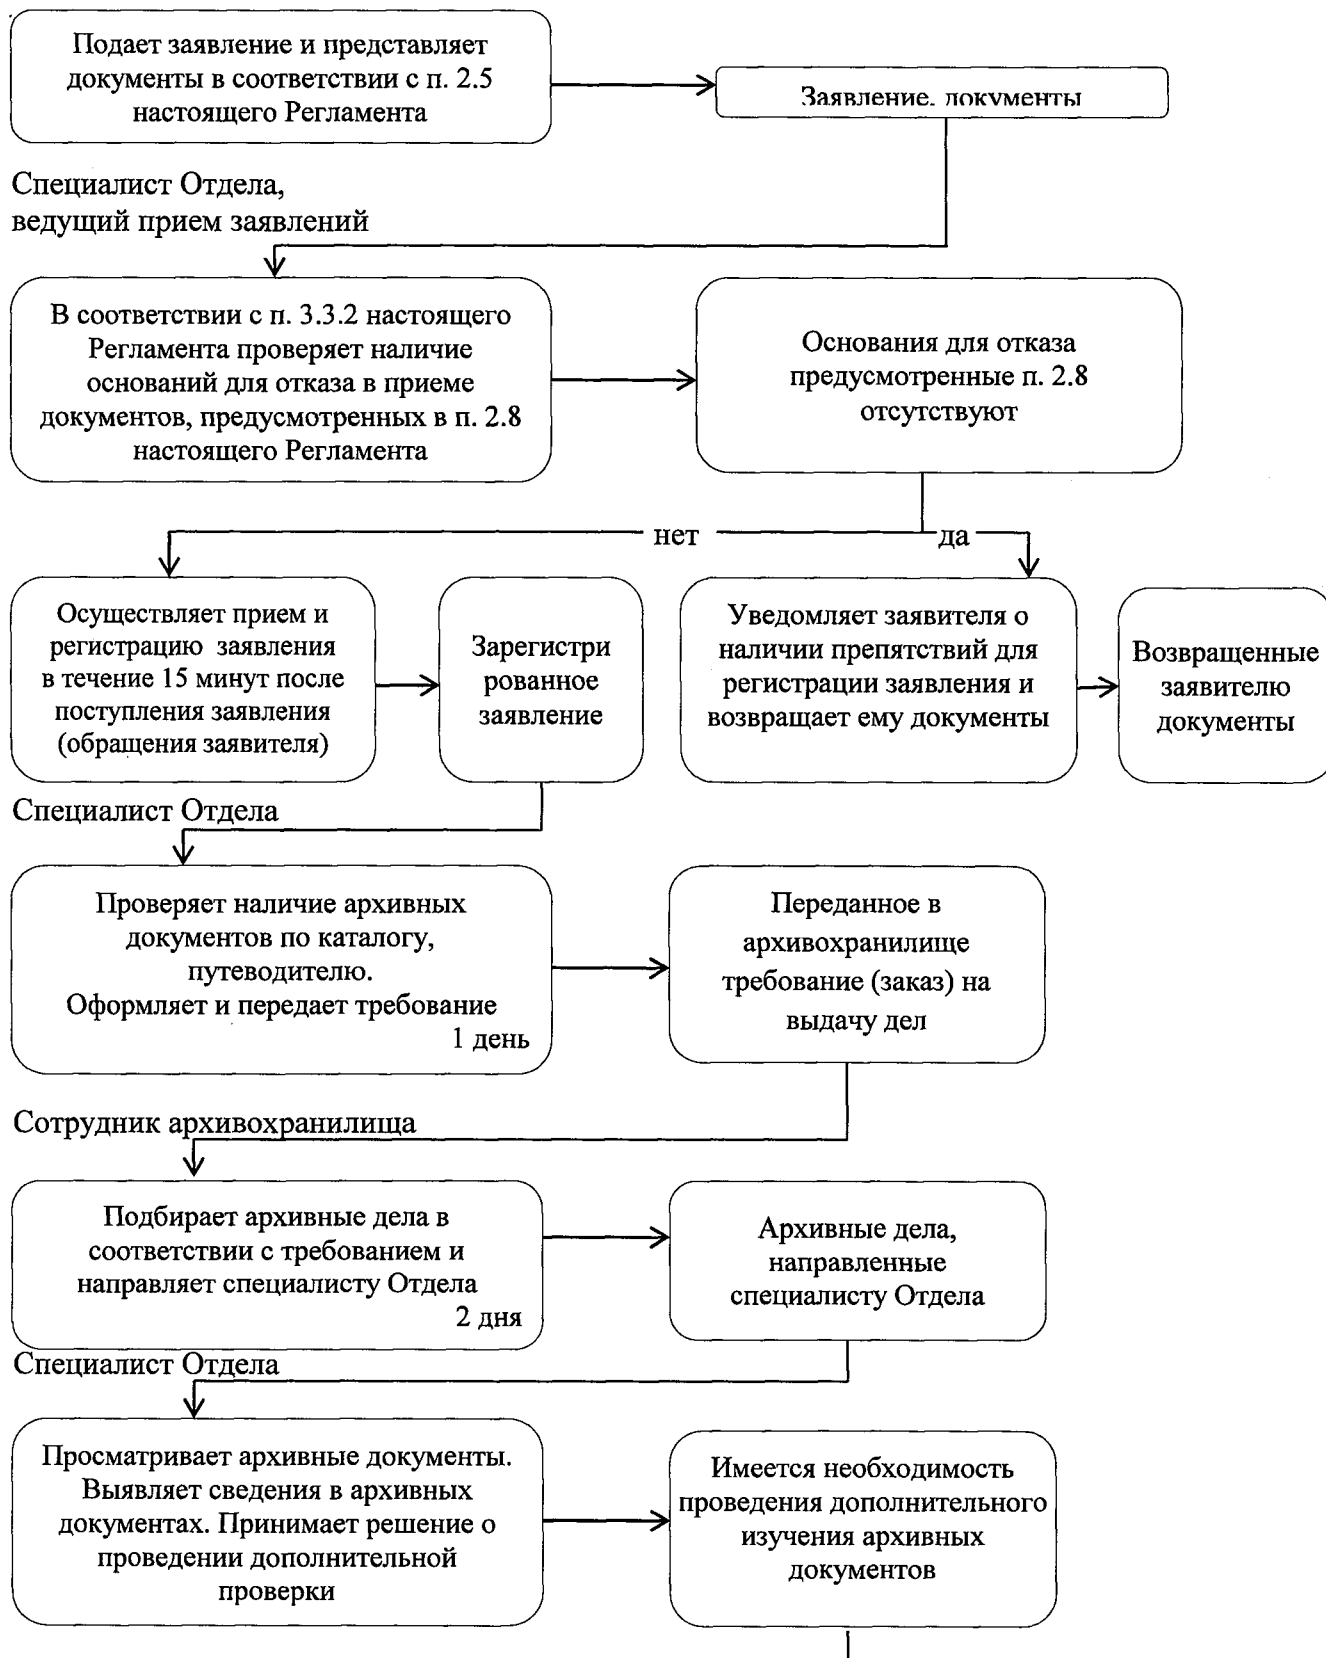 Подает заявление и представляет
документы в соответствии с п. 2.5
настоящего Регламента
Заявление, документы
Специалист Отдела,
ведущий прием заявлений
В соответствии с п. 3.3.2 настоящего
Регламента проверяет наличие
оснований для отказа в приеме
документов, предусмотренных в п. 2.8
настоящего Регламента
Основания для отказа
предусмотренные п. 2.8
отсутствуют
нет
да
Осуществляет прием и
регистрацию заявления
в течение 15 минут после
поступления заявления
(обращения заявителя)
Зарегистри
рованное
заявление
Уведомляет заявителя о
наличии препятствий для
регистрации заявления и
возвращает ему документы
Возвращенные
заявителю
документы
Специалист Отдела
Проверяет наличие архивных
документов по каталогу,
путеводителю.
Оформляет и передает требование
1 день
Переданное в
архивохранилище
требование (заказ) на
выдачу дел
Сотрудник архивохранилища
Подбирает архивные дела в
соответствии с требованием и
направляет специалисту Отдела
2 дня
Архивные дела,
направленные
специалисту Отдела
Специалист Отдела
Просматривает архивные документы.
Выявляет сведения в архивных
документах. Принимает решение о
проведении дополнительной
проверки
Имеется необходимость
проведения дополнительного
изучения архивных
документов